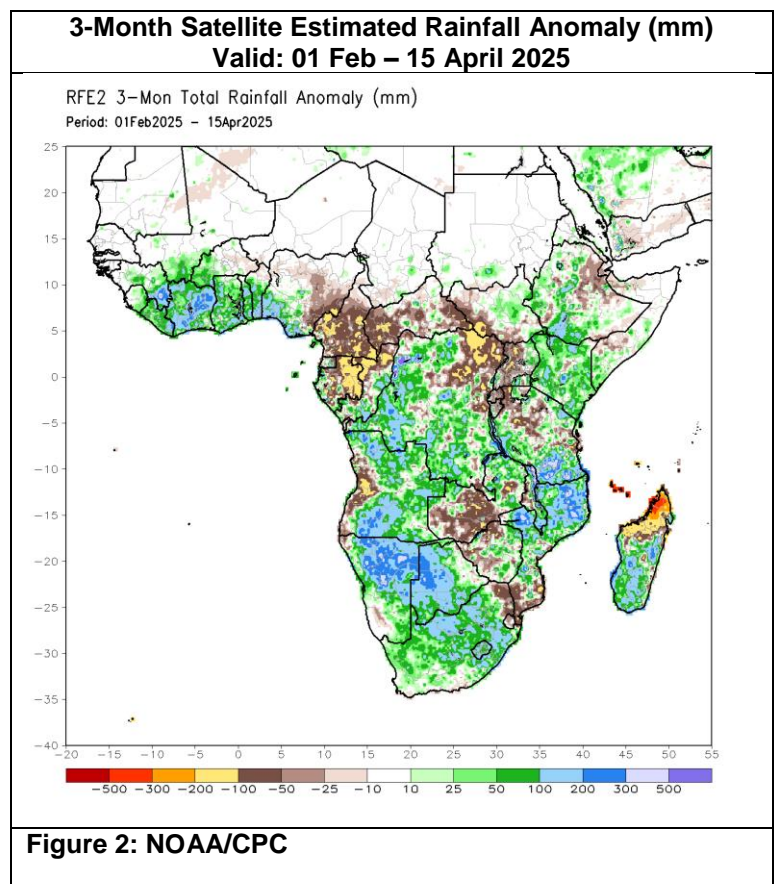 3-Month Satellite Estimated Rainfall Anomaly (mm)
Valid: 01 Feb – 15 April 2025
RFE2 3-Mon Total Rainfall Anomaly (mm)
Period: 01Feb2025 – 15Apr2025
25
20
15
10
5
0
-5
-10
-15
-20
-25
-30
-35
-40
-20 -15 -10 -5 0 5 10 15 20 25 30 35 40 45 50 55
-500 -300 -200 -100 -50 -25 -10 10 25 50 100 200 300 500
Figure 2: NOAA/CPC